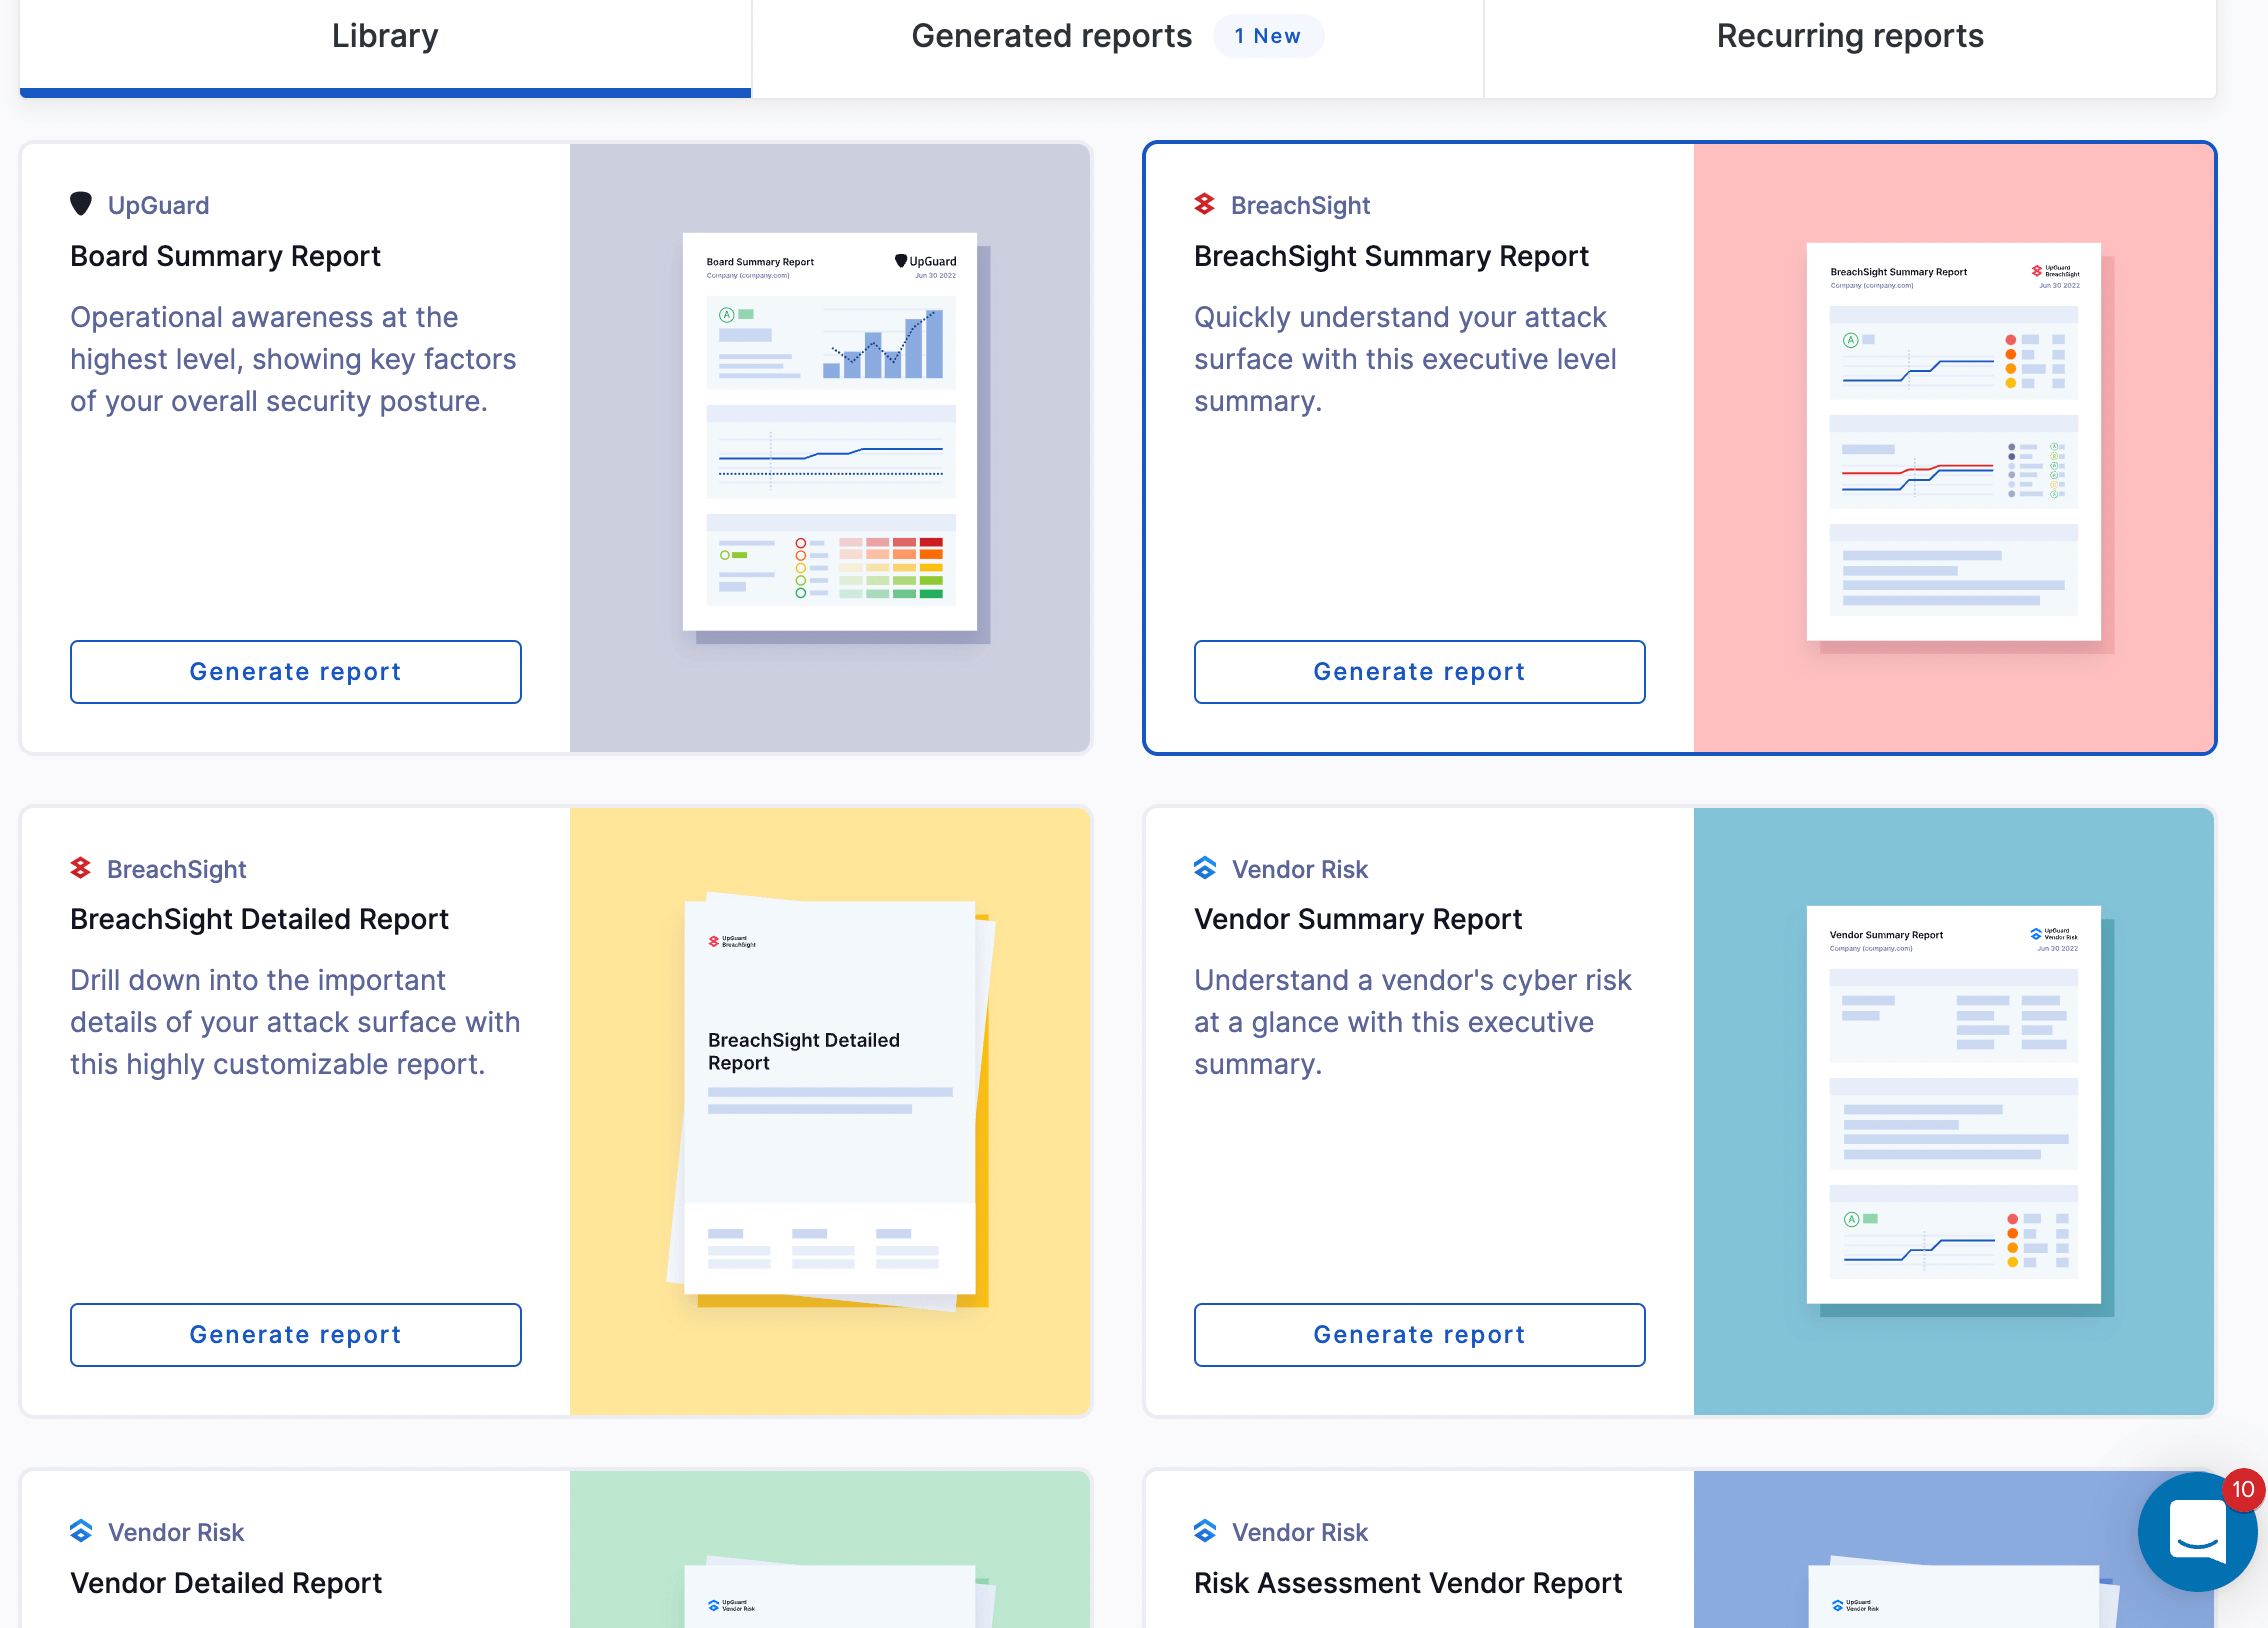 Library
Generated reports 1 New
Recurring reports
UpGuard
Board Summary Report
Operational awareness at the
highest level, showing key factors
of your overall security posture.
Generate report
Board Summary Report
Company (company.com)
UpGuard
Jun 30 2022
A
BreachSight
BreachSight Summary Report
Quickly understand your attack
surface with this executive level
summary.
Generate report
BreachSight Summary Report
Company (company.com)
UpGuard
BreachSight
Jun 30 2022
A
BreachSight
BreachSight Detailed Report
Drill down into the important
details of your attack surface with
this highly customizable report.
Generate report
UpGuard
BreachSight
BreachSight Detailed
Report
Vendor Risk
Vendor Summary Report
Understand a vendor's cyber risk
at a glance with this executive
summary.
Generate report
Vendor Summary Report
Company (company.com)
UpGuard
Vendor Risk
Jun 30 2022
A
Vendor Risk
Vendor Detailed Report
UpGuard
Vendor Risk
Vendor Risk
Risk Assessment Vendor Report
UpGuard
Vendor Risk
10